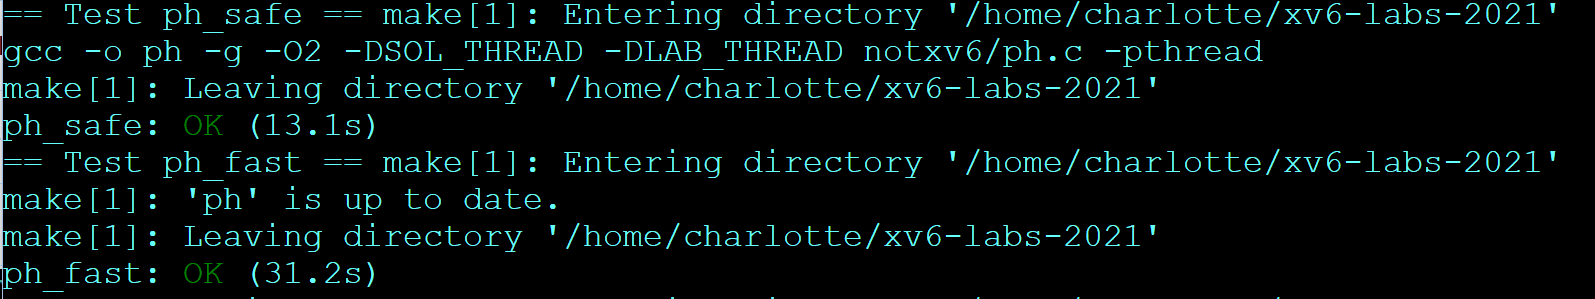 == Test ph_safe == make[1]: Entering directory '/home/charlotte/xv6-labs-2021'
gcc -o ph -g -O2 -DSOL_THREAD -DLAB_THREAD notxv6/ph.c -pthread
make[1]: Leaving directory '/home/charlotte/xv6-labs-2021'
ph_safe: OK (13.1s)
== Test ph_fast == make[1]: Entering directory '/home/charlotte/xv6-labs-2021'
make[1]: 'ph' is up to date.
make[1]: Leaving directory '/home/charlotte/xv6-labs-2021'
ph_fast: OK (31.2s)